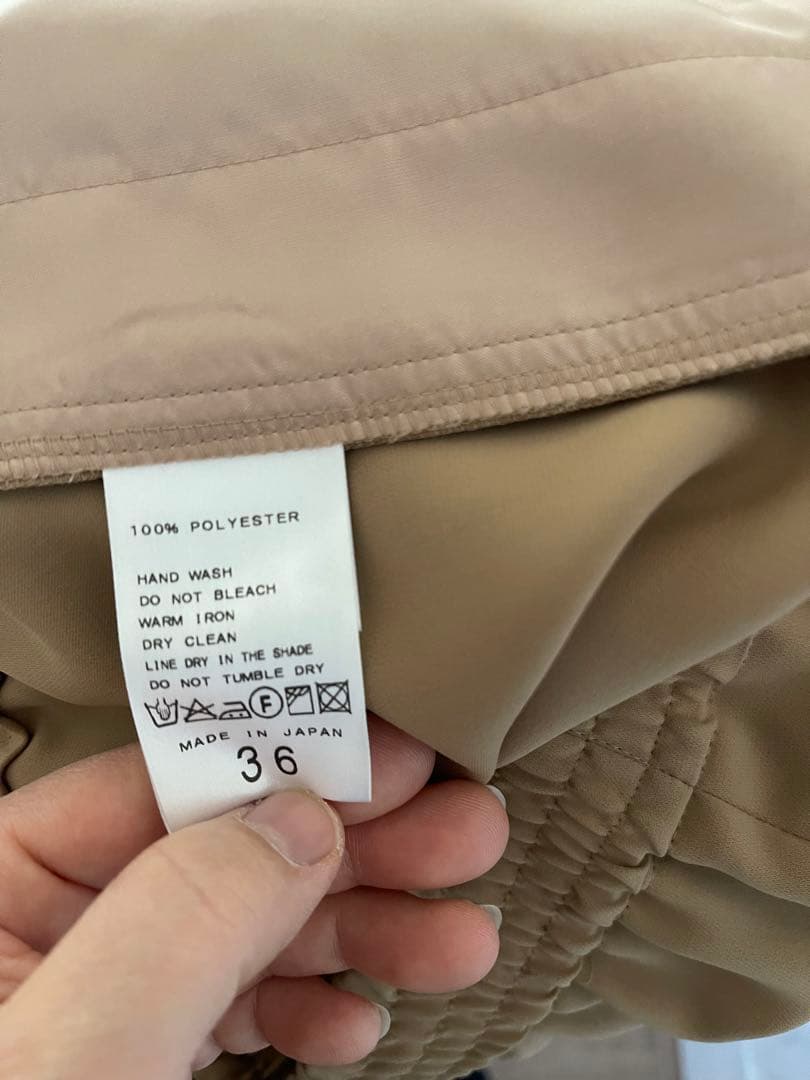 100% POLYESTER
HAND WASH
DO NOT BLEACH
WARM IRON
DRY CLEAN
LINE DRY IN THE SHADE
DO NOT TUMBLE DRY
F
MADE IN JAPAN
36